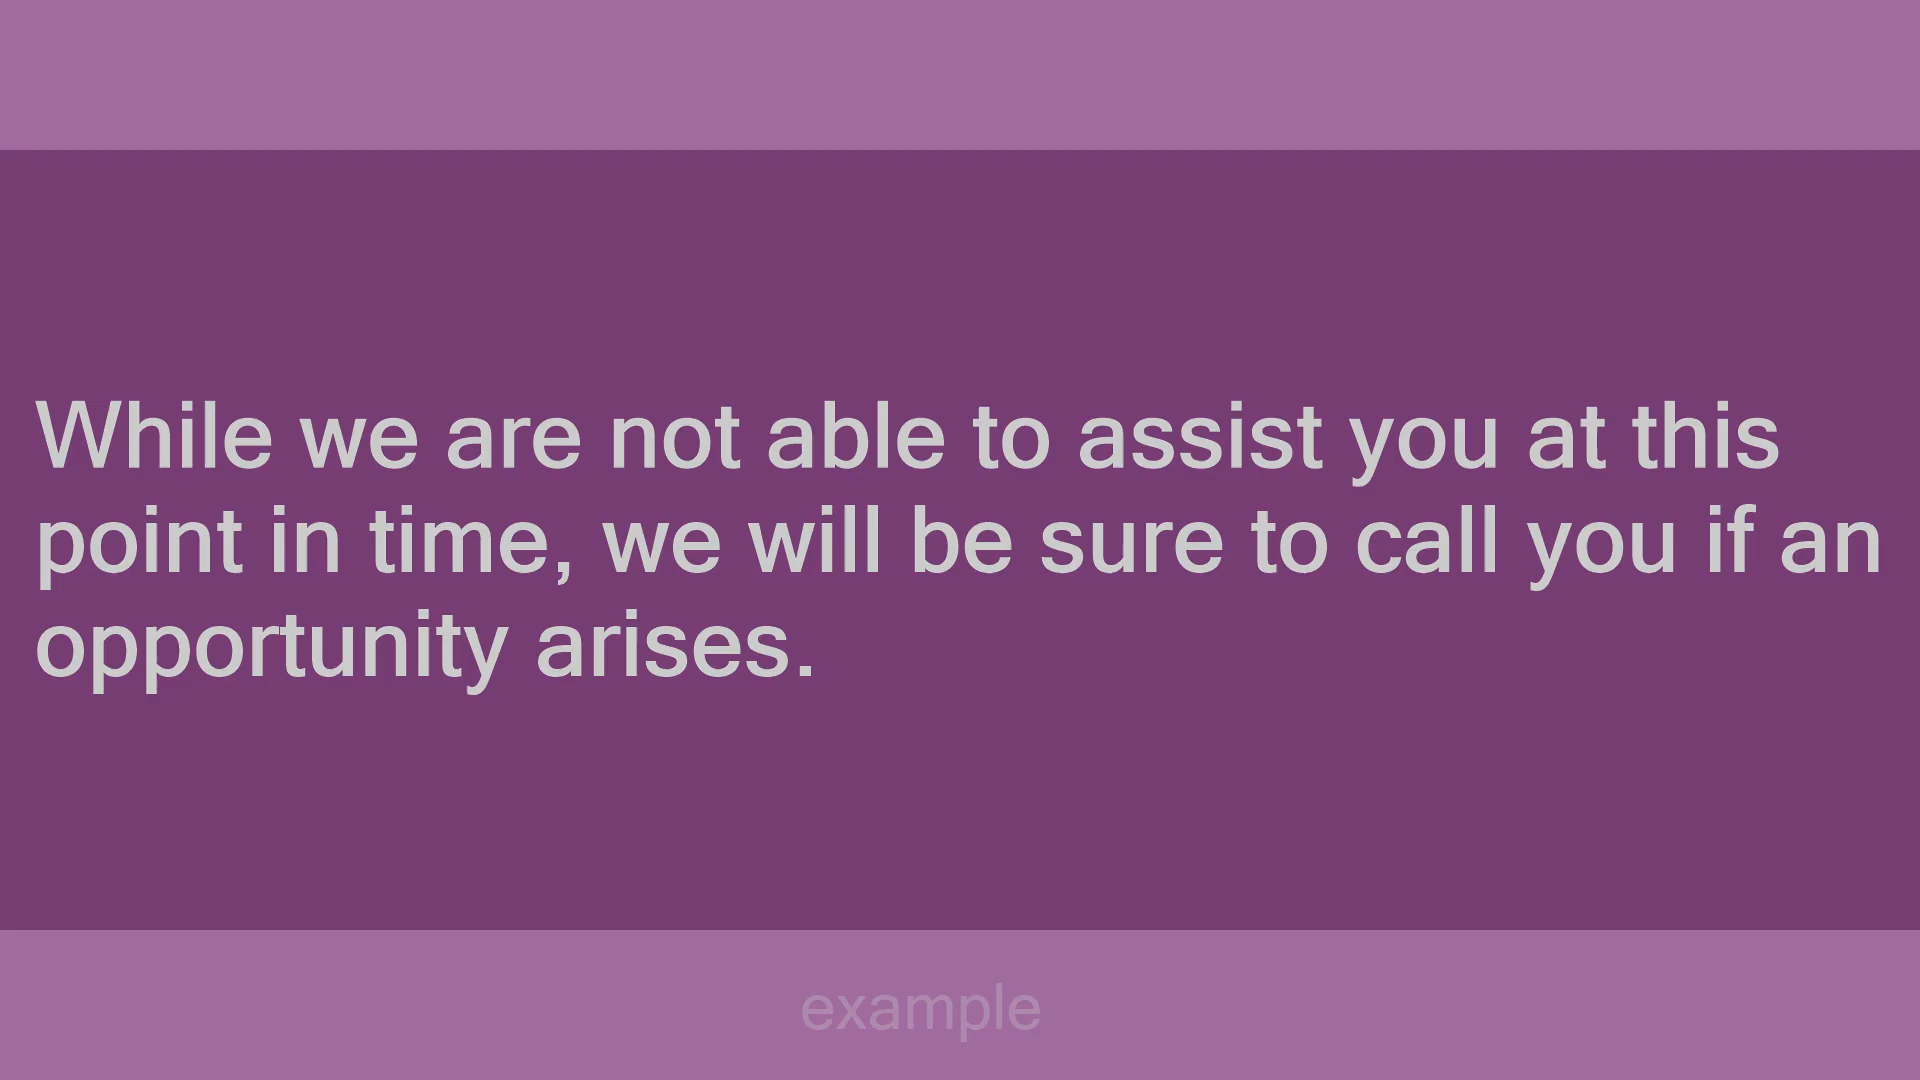 While we are not able to assist you at this
point in time, we will be sure to call you if an
opportunity arises.
example